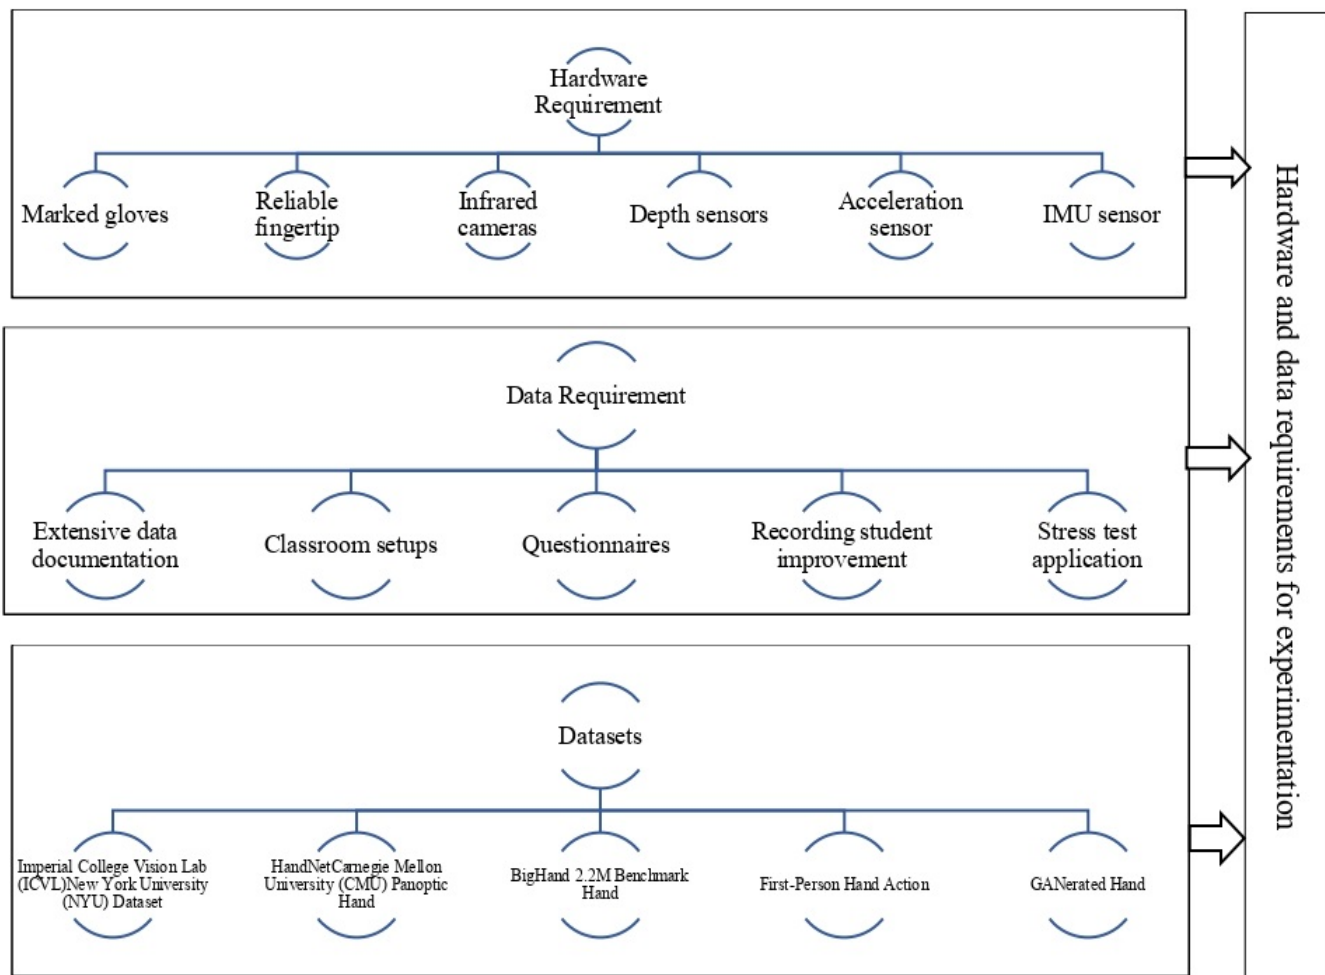 Hardware
Requirement
Marked gloves
Reliable
fingertip
Infrared
cameras
Depth sensors
Acceleration
sensor
IMU sensor
Data Requirement
Extensive data
documentation
Classroom setups
Questionnaires
Recording student
improvement
Stress test
application
Datasets
Imperial College Vision Lab
(ICVL)New York University
(NYU) Dataset
HandNetCarnegie Mellon
University (CMU) Panoptic
Hand
BigHand 2.2M Benchmark
Hand
First-Person Hand Action
GANerated Hand
Hardware and data requirements for experimentation